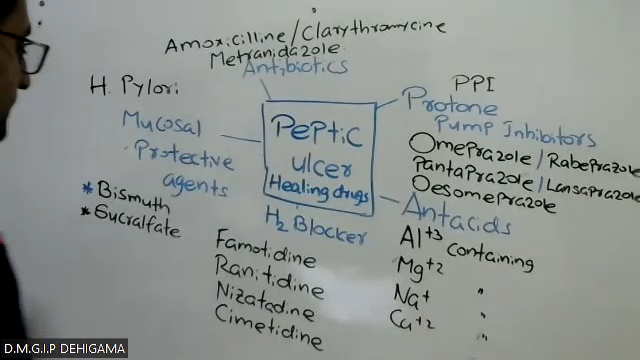 Amoxicilline/Clarythromycine
Metranidazole
Antibiotics
H. Pylori
Mucosal
Protective
agents
* Bismuth
* Sucralfate
Peptic
ulcer
Healing drugs
PPI
Protone
Pump Inhibitors
Omeprazole/Rabeprazole
Pantaprazole/Lansaprazole
Oesomeprazole
H2 Blocker
Famotidine
Ranitidine
Nizatadine
Cimetidine
Antacids
Al+3 containing
Mg+2 "
Na+ "
Ca+2 "
D.M.G.I.P DEHIGAMA